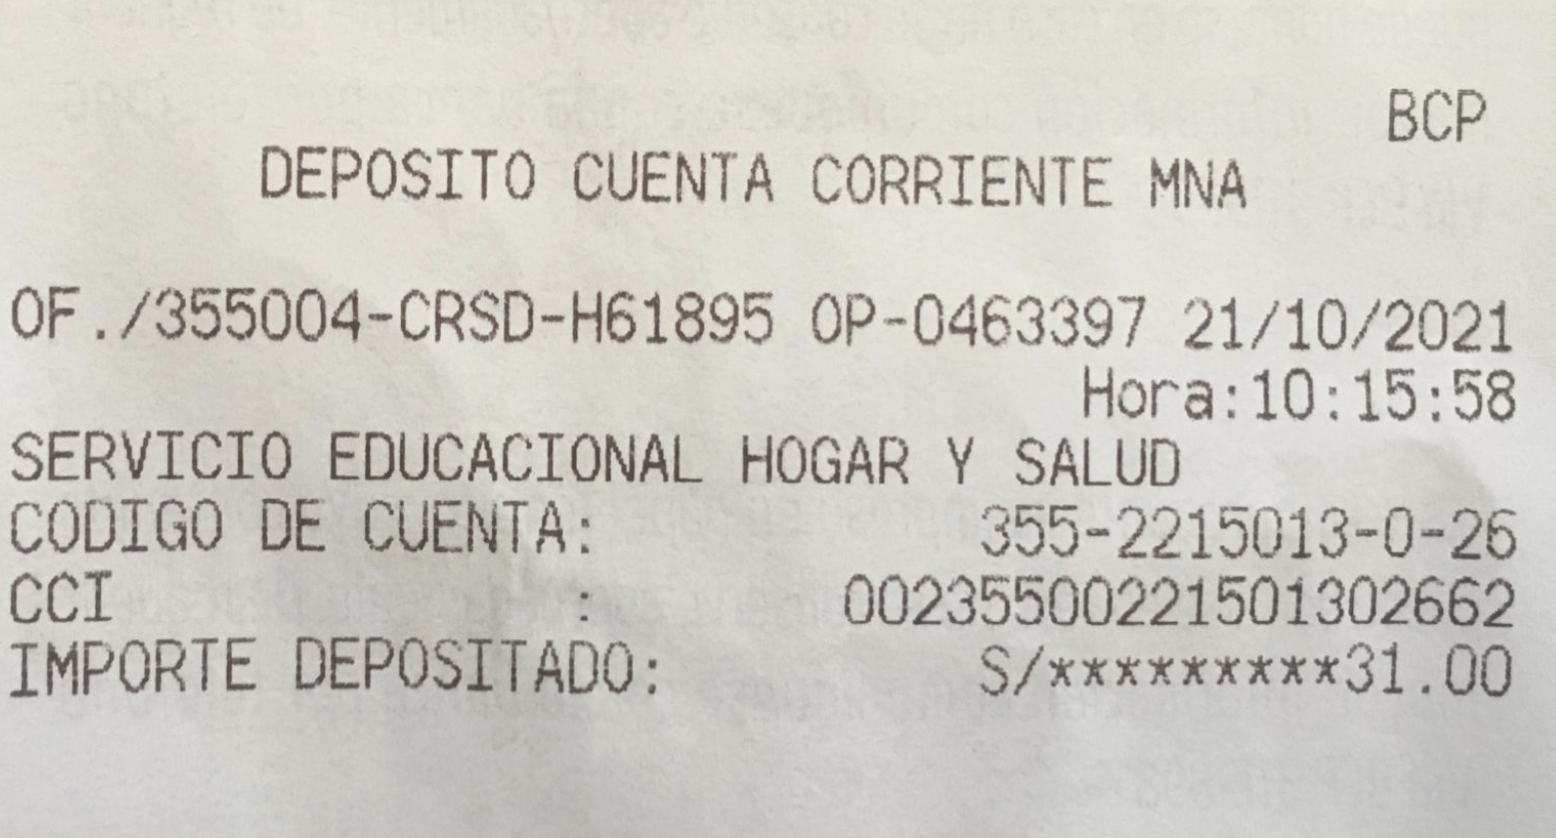 BCP
DEPOSITO CUENTA CORRIENTE MNA
OF./355004-CRSD-H61895 OP-0463397 21/10/2021
Hora:10:15:58
SERVICIO EDUCACIONAL HOGAR Y SALUD
CODIGO DE CUENTA: 355-2215013-0-26
CCI : 00235500221501302662
IMPORTE DEPOSITADO: S/*********31.00